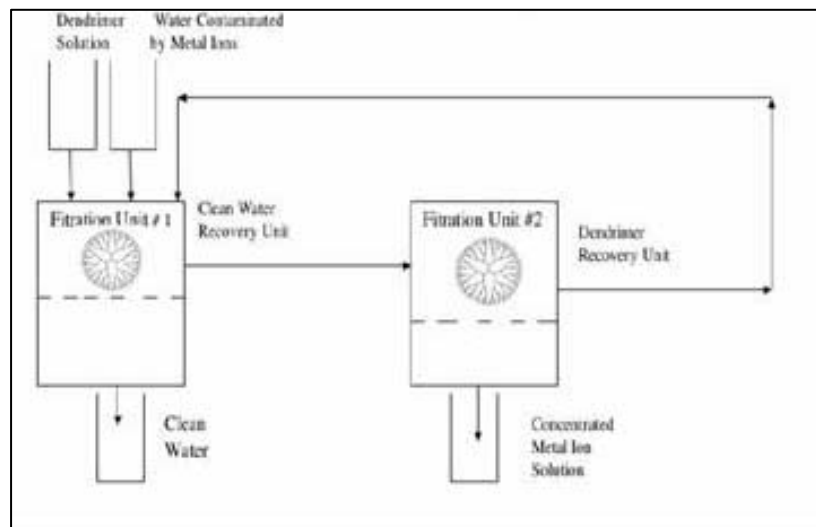 Dendrimer
Solution
Water Contaminated
by Metal Ions
Fitration Unit # 1
Clean Water
Recovery Unit
Fitration Unit #2
Dendrimer
Recovery Unit
Clean
Water
Concentrated
Metal Ion
Solution